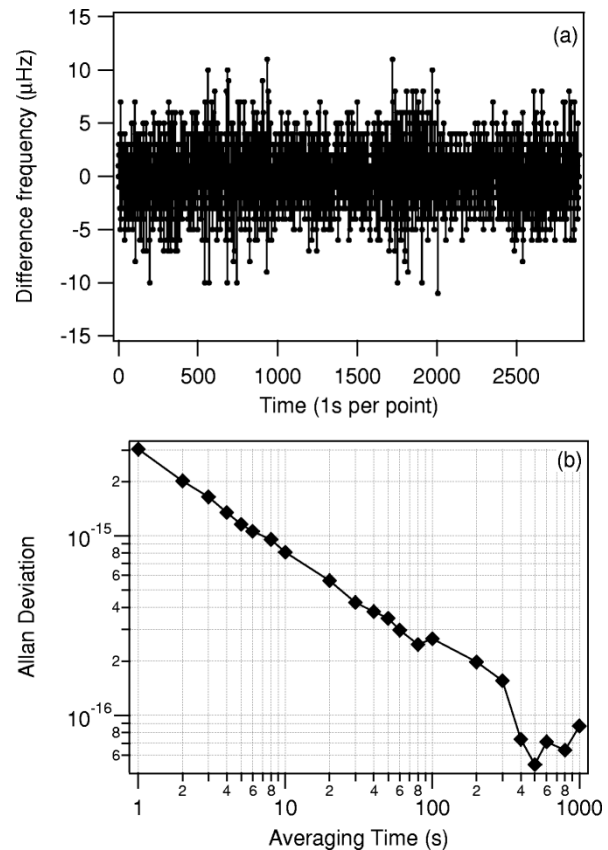 (a)
Difference frequency (μHz)
15
10
5
0
-5
-10
-15
0 500 1000 1500 2000 2500
Time (1s per point)
(b)
Allan Deviation
2
10^-15
8
6
4
2
10^-16
8
6
1 2 4 6 8 10 2 4 6 8 100 2 4 6 8 1000
Averaging Time (s)